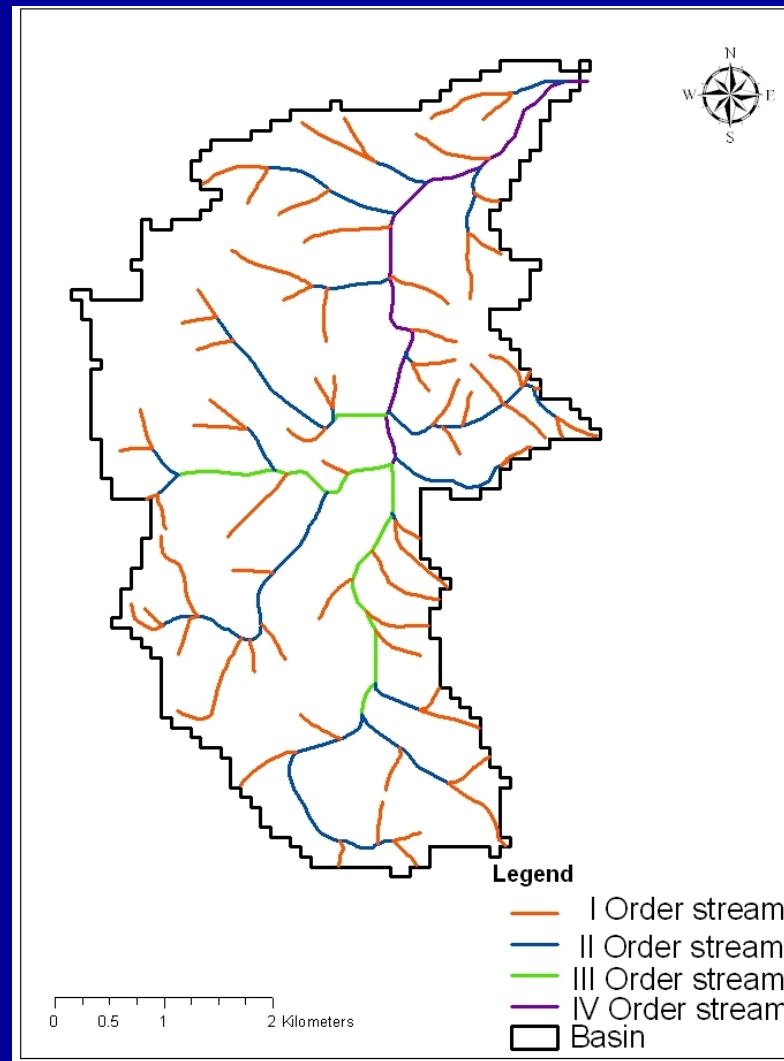 N
W E
S
Legend
I Order stream
II Order stream
III Order stream
IV Order stream
Basin
0 0.5 1 2 Kilometers